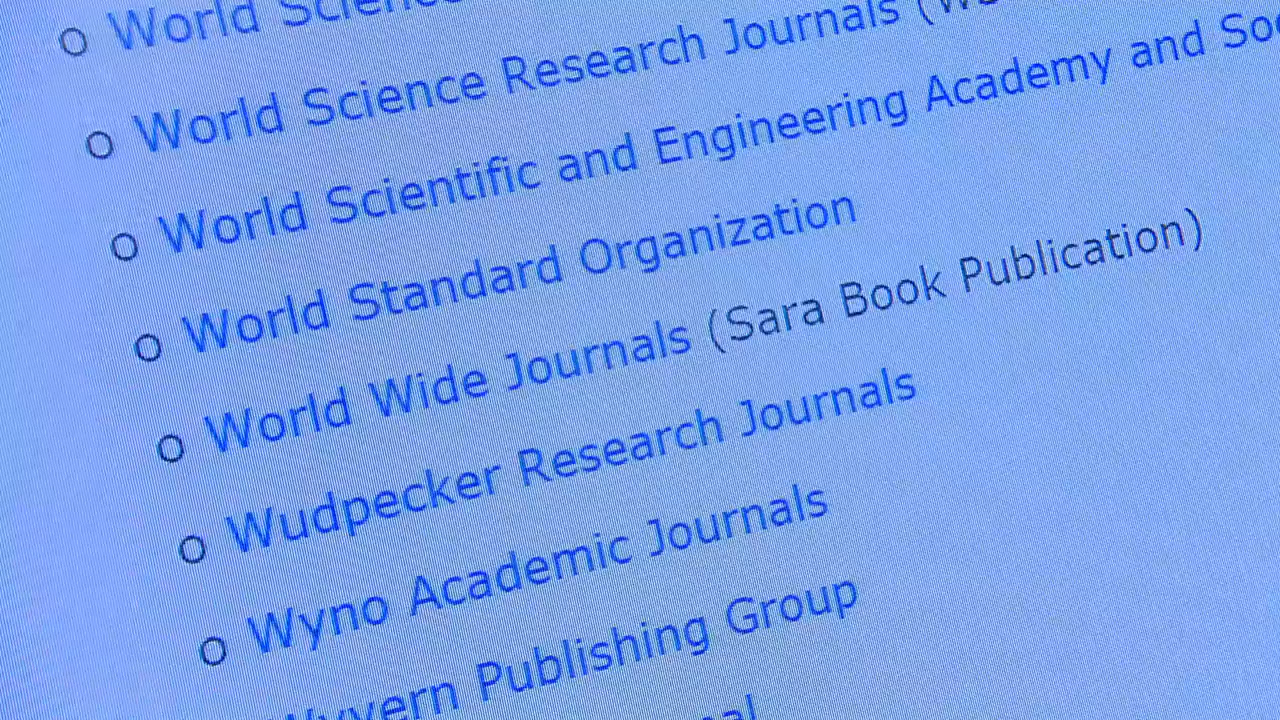 World
World Science Research Journals
World Scientific and Engineering Academy and
World Standard Organization
World Wide Journals (Sara Book Publication)
Wudpecker Research Journals
Wyno Academic Journals
Publishing Group